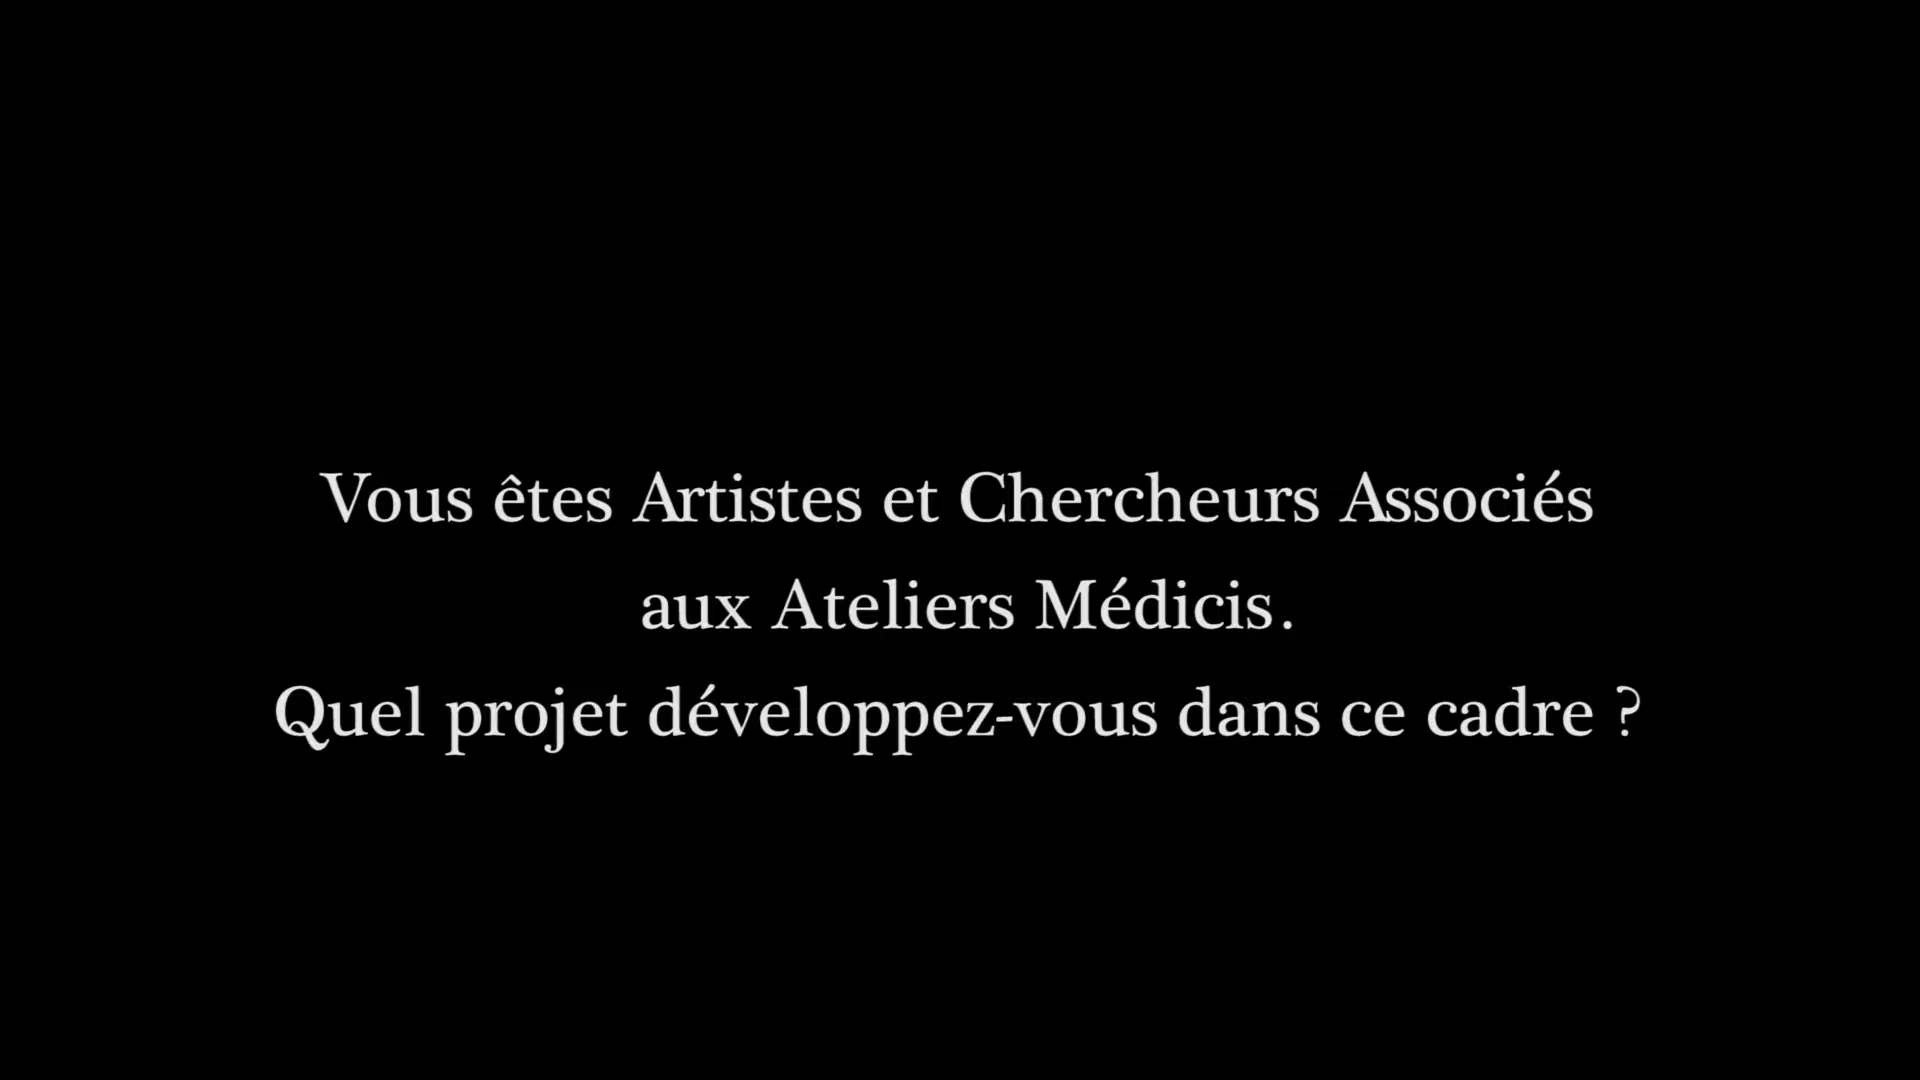 Vous êtes Artistes et Chercheurs Associés
aux Ateliers Médicis.
Quel projet développez-vous dans ce cadre ?